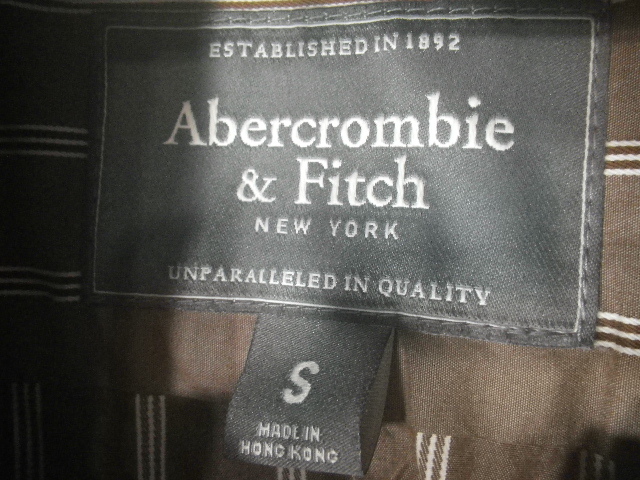 ESTABLISHED IN 1892
Abercrombie
& Fitch
NEW YORK
UNPARALLELED IN QUALITY
S
MADE IN
HONG KONG